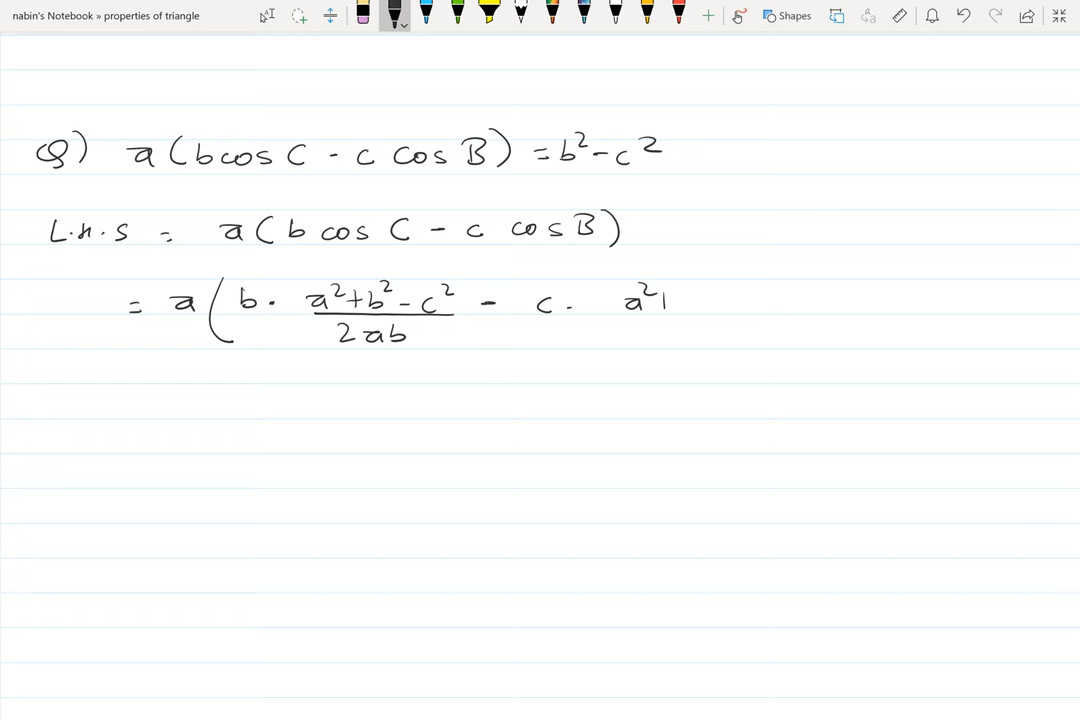 nabin's Notebook » properties of triangle
Shapes
Q) a(b cos C - c cos B) = b² - c²
L.H.S = a(b cos C - c cos B)
= a(b. a²+b²-c²/2ab - c. a²